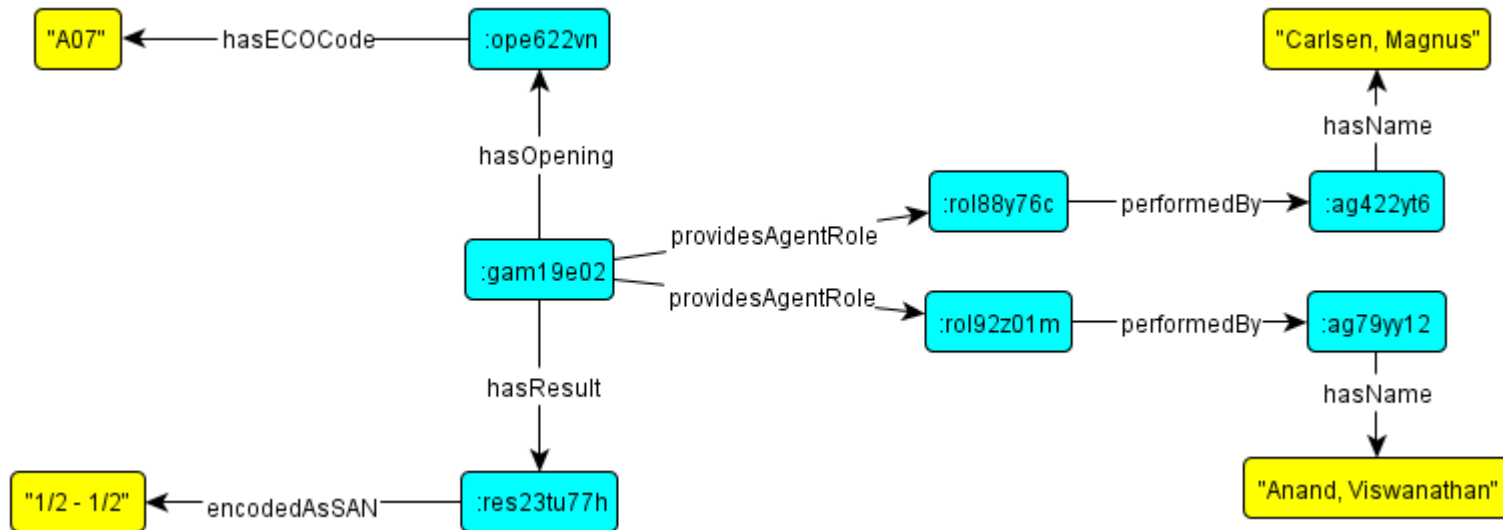 "A07"
hasECOCode
:ope622vn
"Carlsen, Magnus"
hasName
hasOpening
:rol88y76c
performedBy
:ag422yt6
providesAgentRole
:gam19e02
providesAgentRole
:rol92z01m
performedBy
:ag79yy12
hasResult
hasName
"1/2 - 1/2"
encodedAsSAN
:res23tu77h
"Anand, Viswanathan"